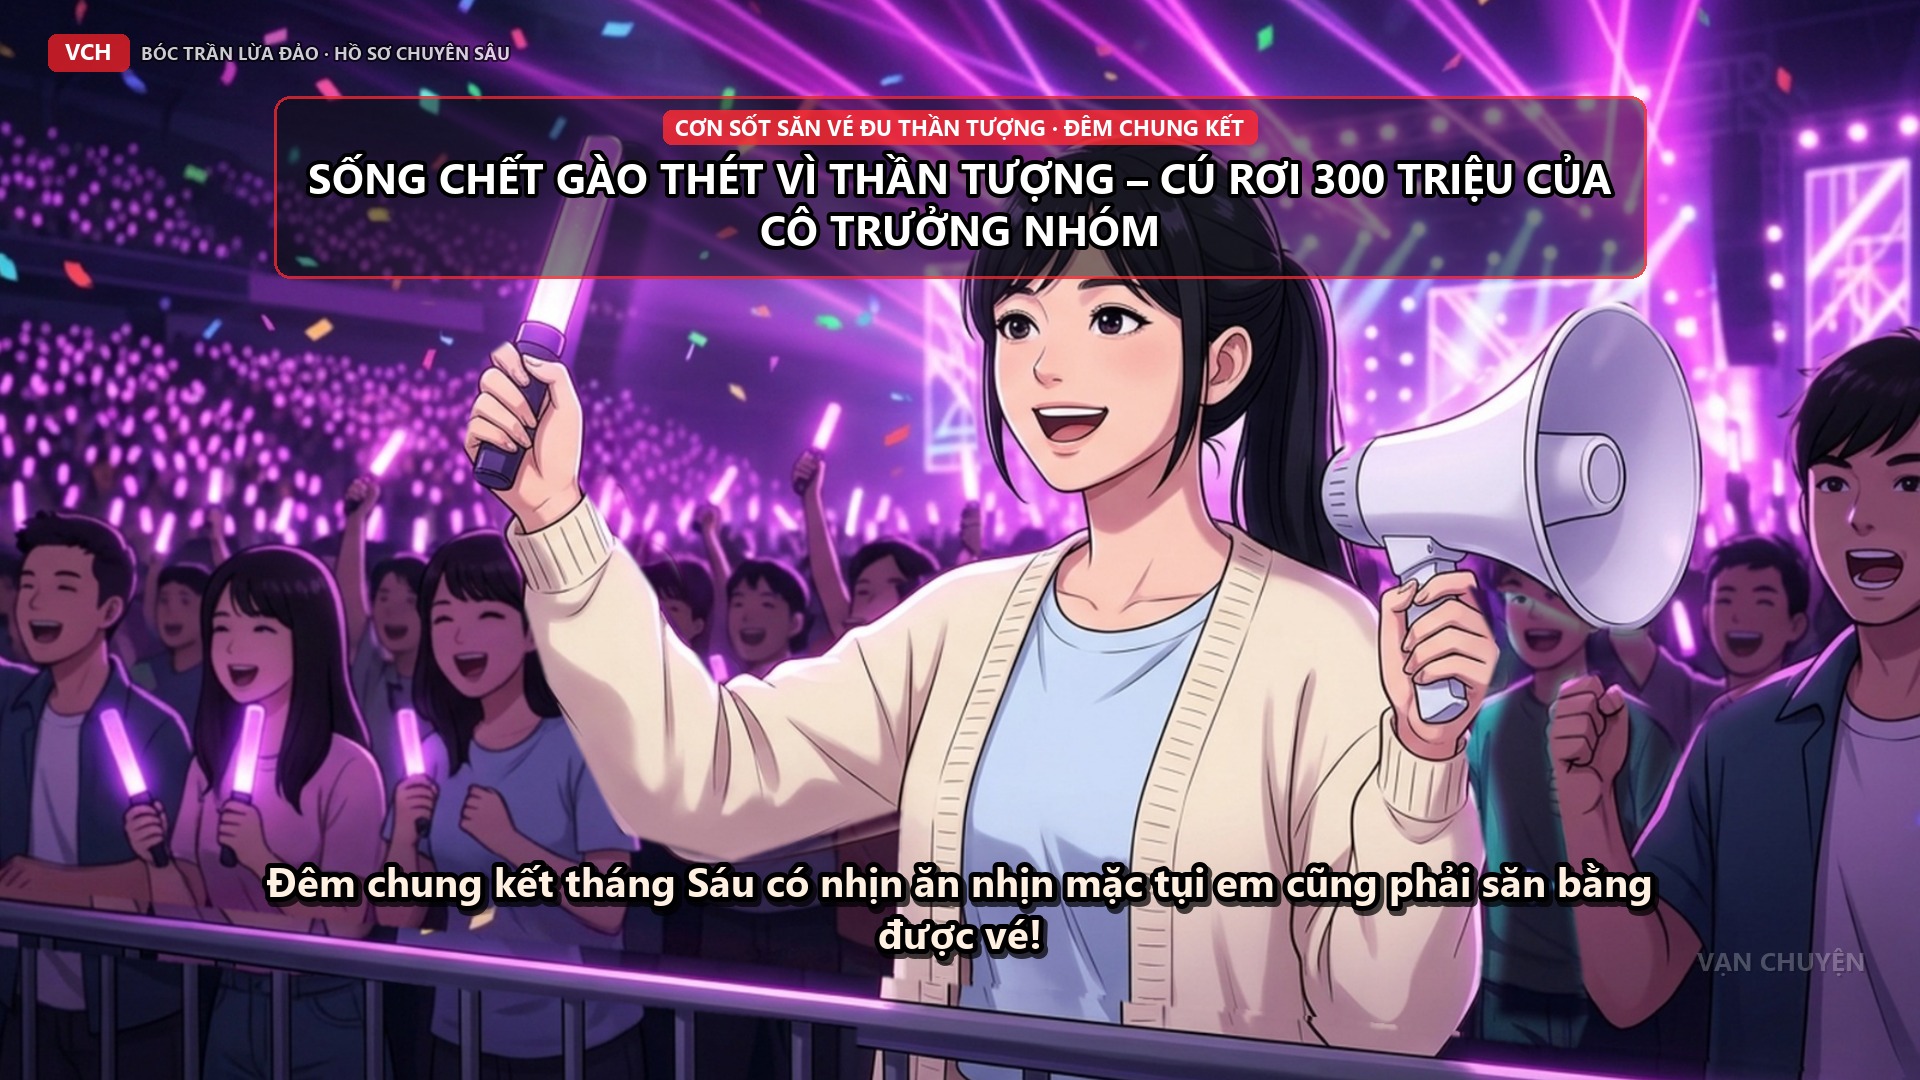 VCH BÓC TRẦN LỪA ĐẢO · HỒ SƠ CHUYÊN SÂU
CƠN SỐT SĂN VÉ ĐU THẦN TƯỢNG · ĐÊM CHUNG KẾT
SỐNG CHẾT GÀO THÉT VÌ THẦN TƯỢNG – CÚ RƠI 300 TRIỆU CỦA
CÔ TRƯỞNG NHÓM
Đêm chung kết tháng Sáu có nhịn ăn nhịn mặc tụi em cũng phải săn bằng
được vé!
VẠN CHUYỆN